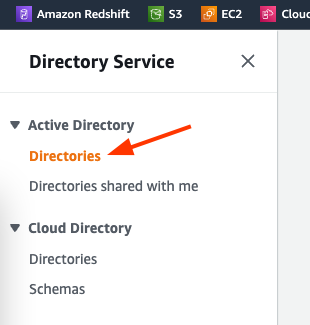 Amazon Redshift S3 EC2 Clou
Directory Service
Active Directory
Directories
Directories shared with me
Cloud Directory
Directories
Schemas